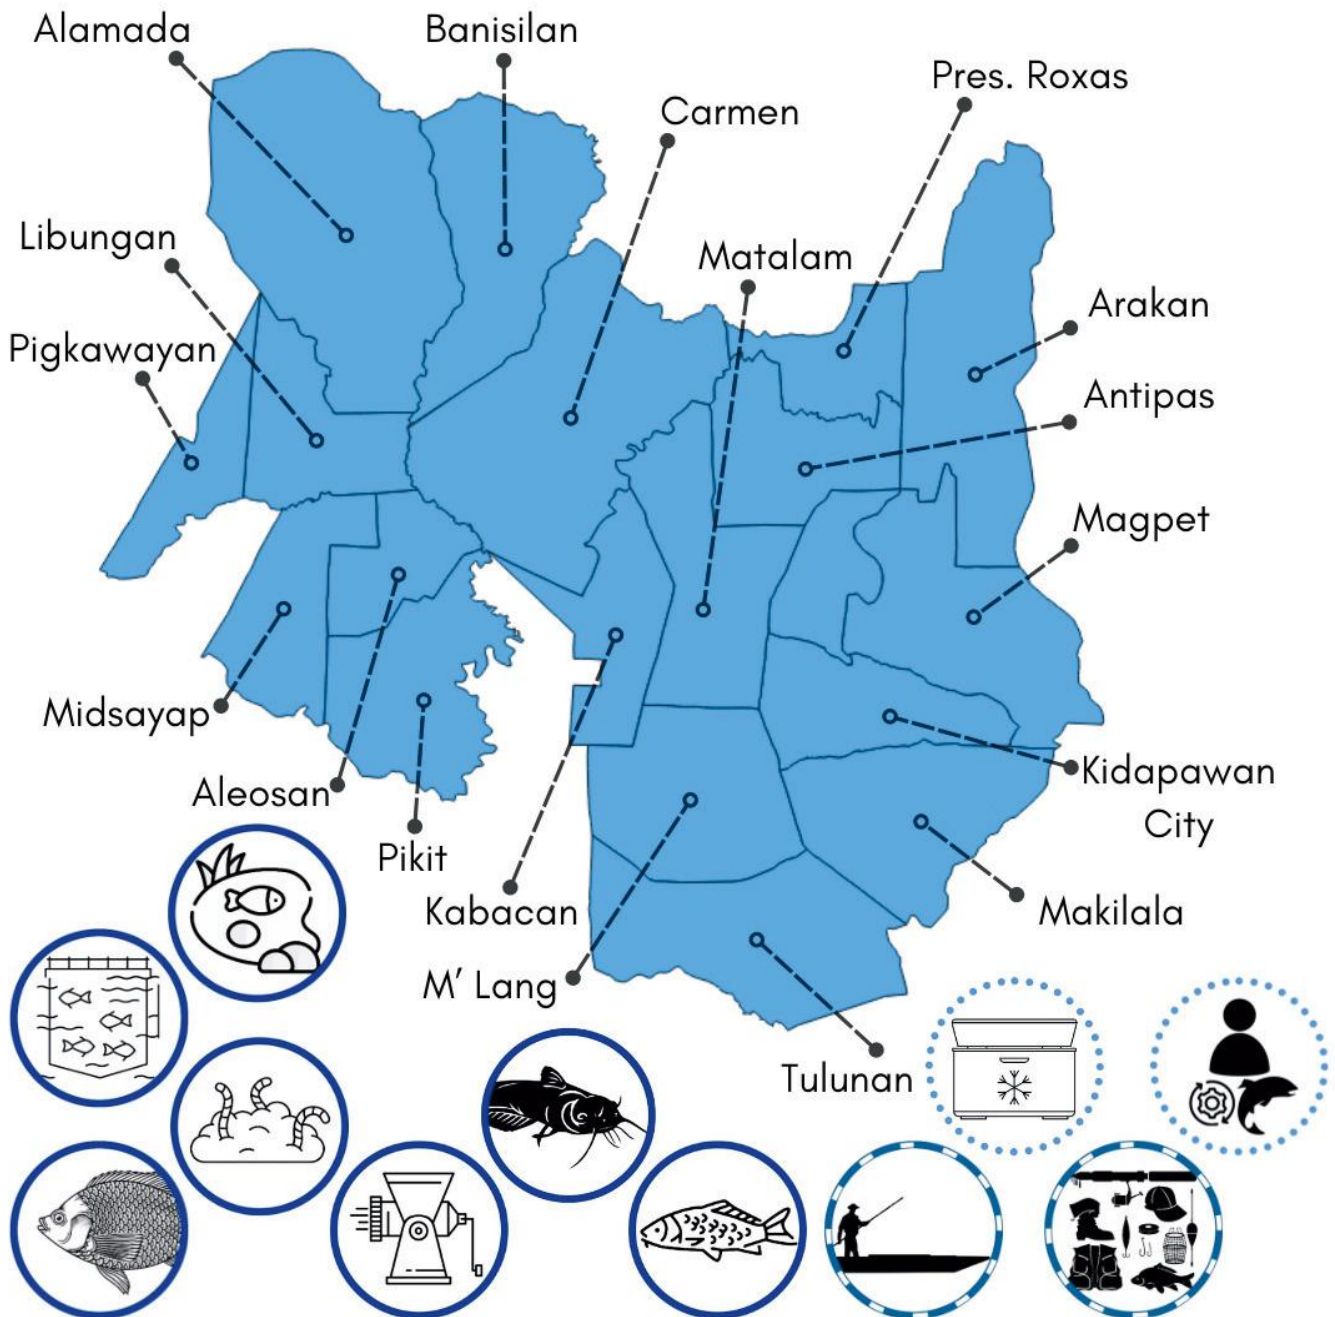 Alamada
Banisilan
Pres. Roxas
Carmen
Libungan
Matalam
Arakan
Pigkawayan
Antipas
Magpet
Midsayap
Aleosan
Kidapawan
City
Pikit
Kabacan
Makilala
M' Lang
Tulunan